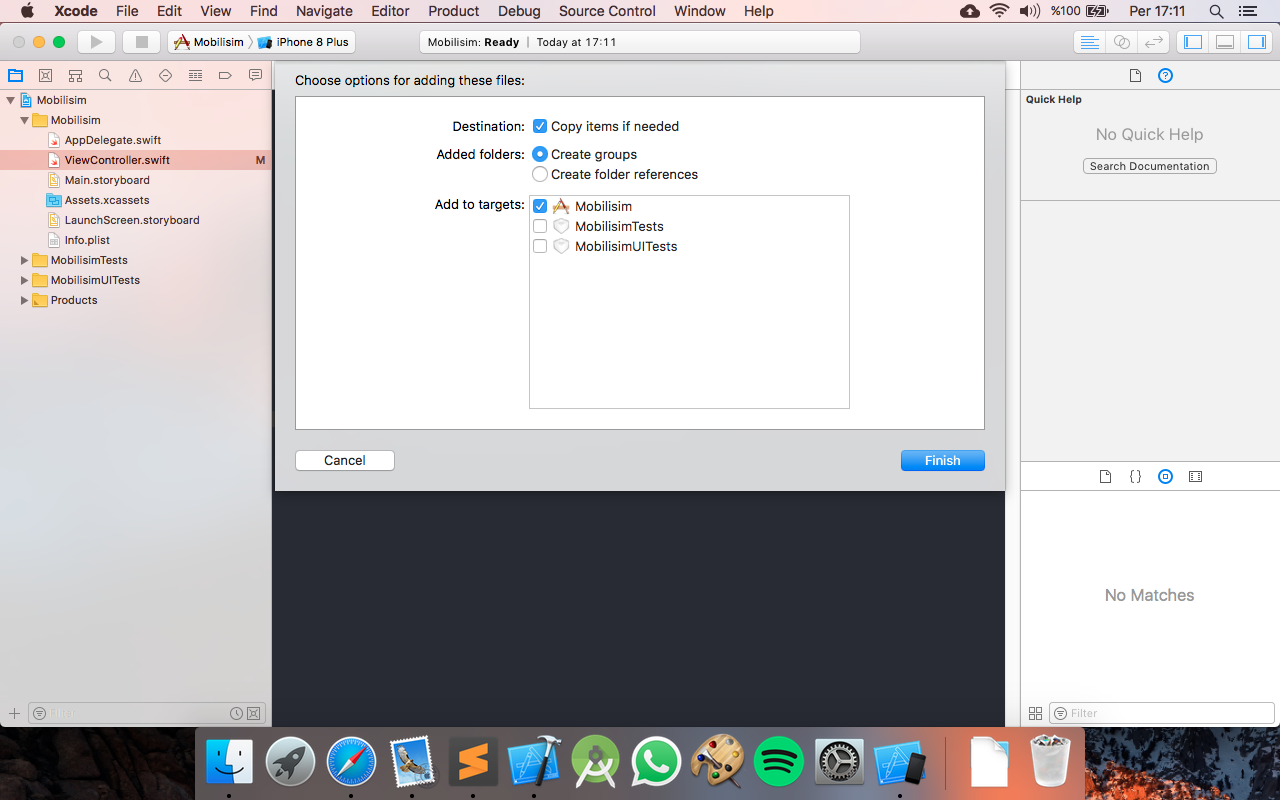 Xcode File Edit View Find Navigate Editor Product Debug Source Control Window Help %100 Per 17:11
Mobilisim iPhone 8 Plus Mobilisim: Ready | Today at 17:11
Choose options for adding these files:
Destination: Copy items if needed
Added folders: Create groups
Create folder references
Add to targets: Mobilisim
MobilisimTests
MobilisimUITests
Cancel Finish
Mobilisim
Mobilisim
AppDelegate.swift
ViewController.swift M
Main.storyboard
Assets.xcassets
LaunchScreen.storyboard
Info.plist
MobilisimTests
MobilisimUITests
Products
Filter
Quick Help
No Quick Help
Search Documentation
No Matches
Filter